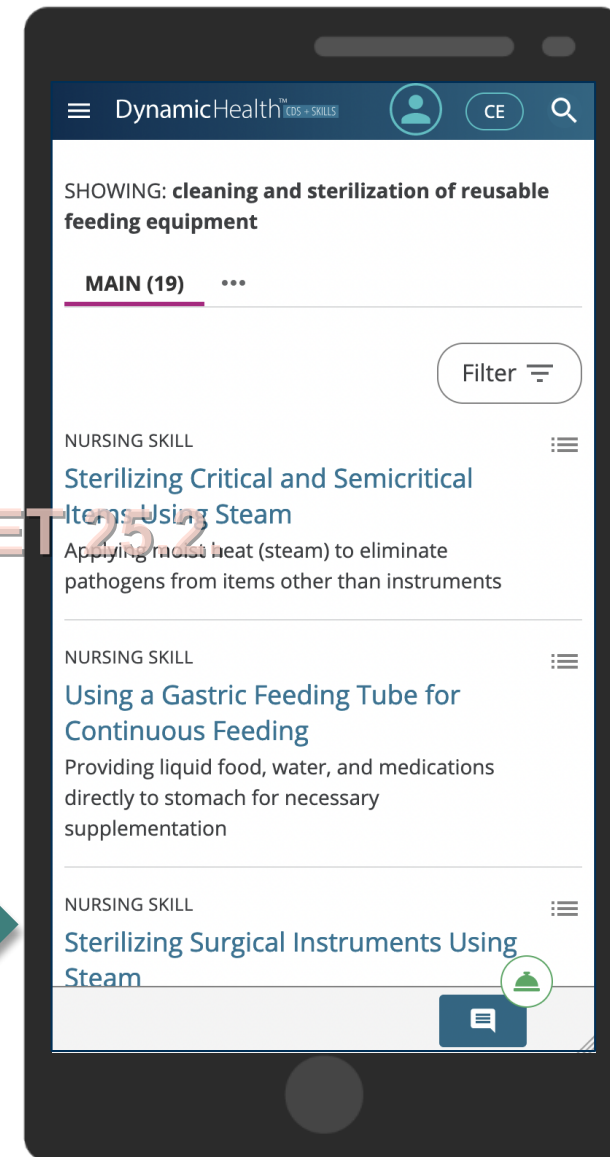 DynamicHealth™ CDS + SKILLS
CE
SHOWING: cleaning and sterilization of reusable
feeding equipment
MAIN (19)
Filter
NURSING SKILL
Sterilizing Critical and Semicritical
Items Using Steam
ET 25.2.
Applying moist heat (steam) to eliminate
pathogens from items other than instruments
NURSING SKILL
Using a Gastric Feeding Tube for
Continuous Feeding
Providing liquid food, water, and medications
directly to stomach for necessary
supplementation
NURSING SKILL
Sterilizing Surgical Instruments Using
Steam